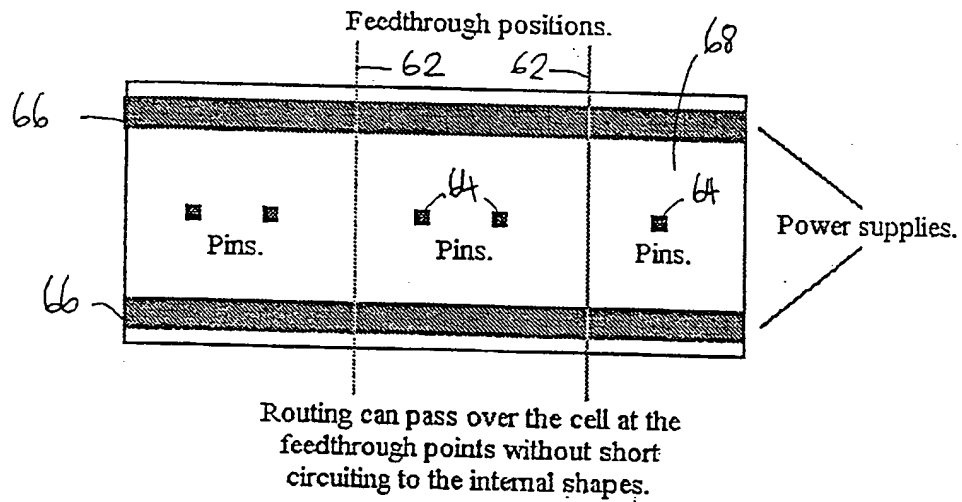 Feedthrough positions.
62 62 68
66
64 64
Pins. Pins. Pins.
Power supplies.
66
Routing can pass over the cell at the
feedthrough points without short
circuiting to the internal shapes.